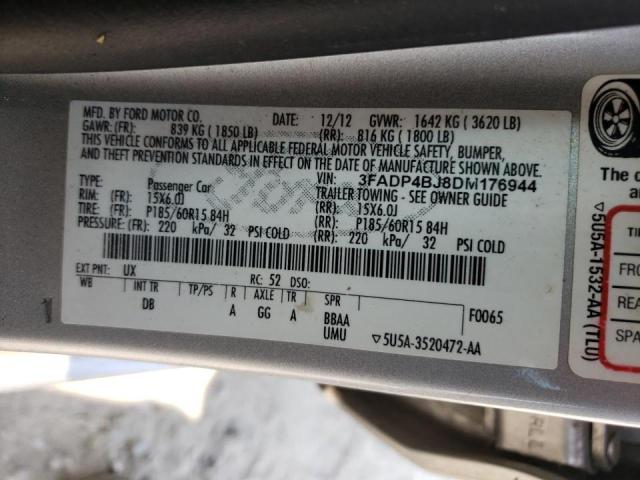 MFD. BY FORD MOTOR CO.
DATE: 12/12 GVWR: 1642 KG ( 3620 LB)
GAWR: (FR): 839 KG ( 1850 LB) (RR): 816 KG ( 1800 LB)
THIS VEHICLE CONFORMS TO ALL APPLICABLE FEDERAL MOTOR VEHICLE SAFETY, BUMPER,
AND THEFT PREVENTION STANDARDS IN EFFECT ON THE DATE OF MANUFACTURE SHOWN ABOVE.
VIN: 3FADP4BJ8DM176944
TYPE: Passenger Car TRAILER TOWING - SEE OWNER GUIDE
RIM: (FR): 15X6.0J (RR): 15X6.0J
TIRE: (FR): P185/60R15 84H (RR): P185/60R15 84H
PRESSURE: (FR): 220 kPa/ 32 PSI COLD (RR): 220 kPa/ 32 PSI COLD
EXT PNT: UX RC: 52 DSO:
WB INT TR TP/PS R AXLE TR SPR F0065
DB A GG A BBAA
UMU 5U5A-3520472-AA
The c
an
5U5A-1532-AA (TLU)
T
FRO
REA
SPA
RLL